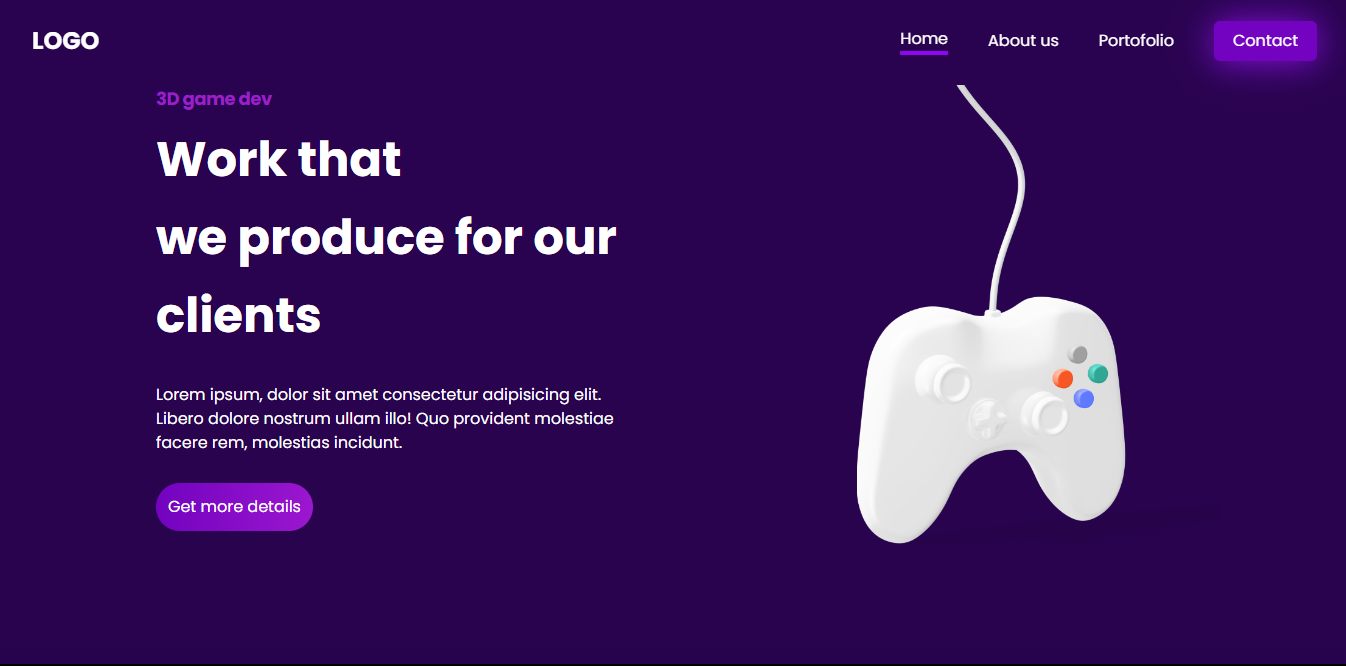 LOGO
Home
About us
Portofolio
Contact
3D game dev
Work that
we produce for our
clients
Lorem ipsum, dolor sit amet consectetur adipisicing elit.
Libero dolore nostrum ullam illo! Quo provident molestiae
facere rem, molestias incidunt.
Get more details